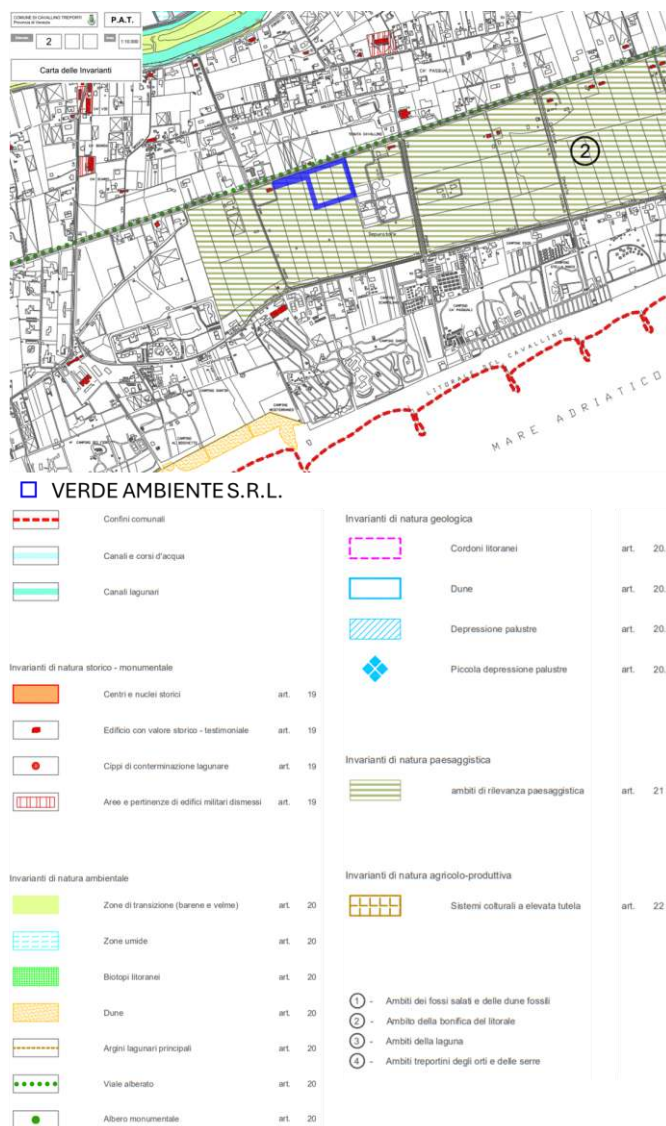 COMUNE DI CAVALLINO TREPORTI
Provincia di Venezia
P.A.T.
2
1:10.000
Carta delle Invarianti
CA' PASQUALI
2
Depuratore
LITORALE DEL CAVALLINO
MARE ADRIATICO
VERDE AMBIENTE S.R.L.
Confini comunali
Canali e corsi d'acqua
Canali lagunari
Invarianti di natura storico - monumentale
Centri e nuclei storici art. 19
Edificio con valore storico - testimoniale art. 19
Cippi di conterminazione lagunare art. 19
Aree e pertinenze di edifici militari dismessi art. 19
Invarianti di natura ambientale
Zone di transizione (barene e velme) art. 20
Zone umide art. 20
Biotopi litoranei art. 20
Dune art. 20
Argini lagunari principali art. 20
Viale alberato art. 20
Albero monumentale art. 20
Invarianti di natura geologica
Cordoni litoranei art. 20.
Dune art. 20.
Depressione palustre art. 20.
Piccola depressione palustre art. 20.
Invarianti di natura paesaggistica
ambiti di rilevanza paesaggistica art. 21
Invarianti di natura agricolo-produttiva
Sistemi colturali a elevata tutela art. 22
1 - Ambiti dei fossi salati e delle dune fossili
2 - Ambito della bonifica del litorale
3 - Ambiti della laguna
4 - Ambiti treportini degli orti e delle serre